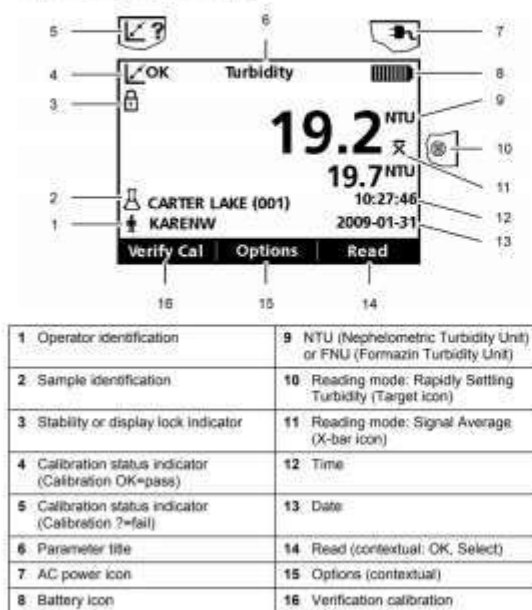 6
5
?
7
4
OK
Turbidity
8
3
NTU
9
19.2
10
19.7 NTU
11
2
CARTER LAKE (001)
10:27:46
12
1
KARENW
2009-01-31
13
Verify Cal
Options
Read
16
15
14
1 Operator identification
9 NTU (Nephelometric Turbidity Unit)
or FNU (Formazin Turbidity Unit)
2 Sample identification
10 Reading mode: Rapidly Settling
Turbidity (Target icon)
3 Stability or display lock indicator
11 Reading mode: Signal Average
(X-bar icon)
4 Calibration status indicator
(Calibration OK=pass)
12 Time
5 Calibration status indicator
(Calibration ?=fail)
13 Date
6 Parameter title
14 Read (contextual: OK, Select)
7 AC power icon
15 Options (contextual)
8 Battery icon
16 Verification calibration